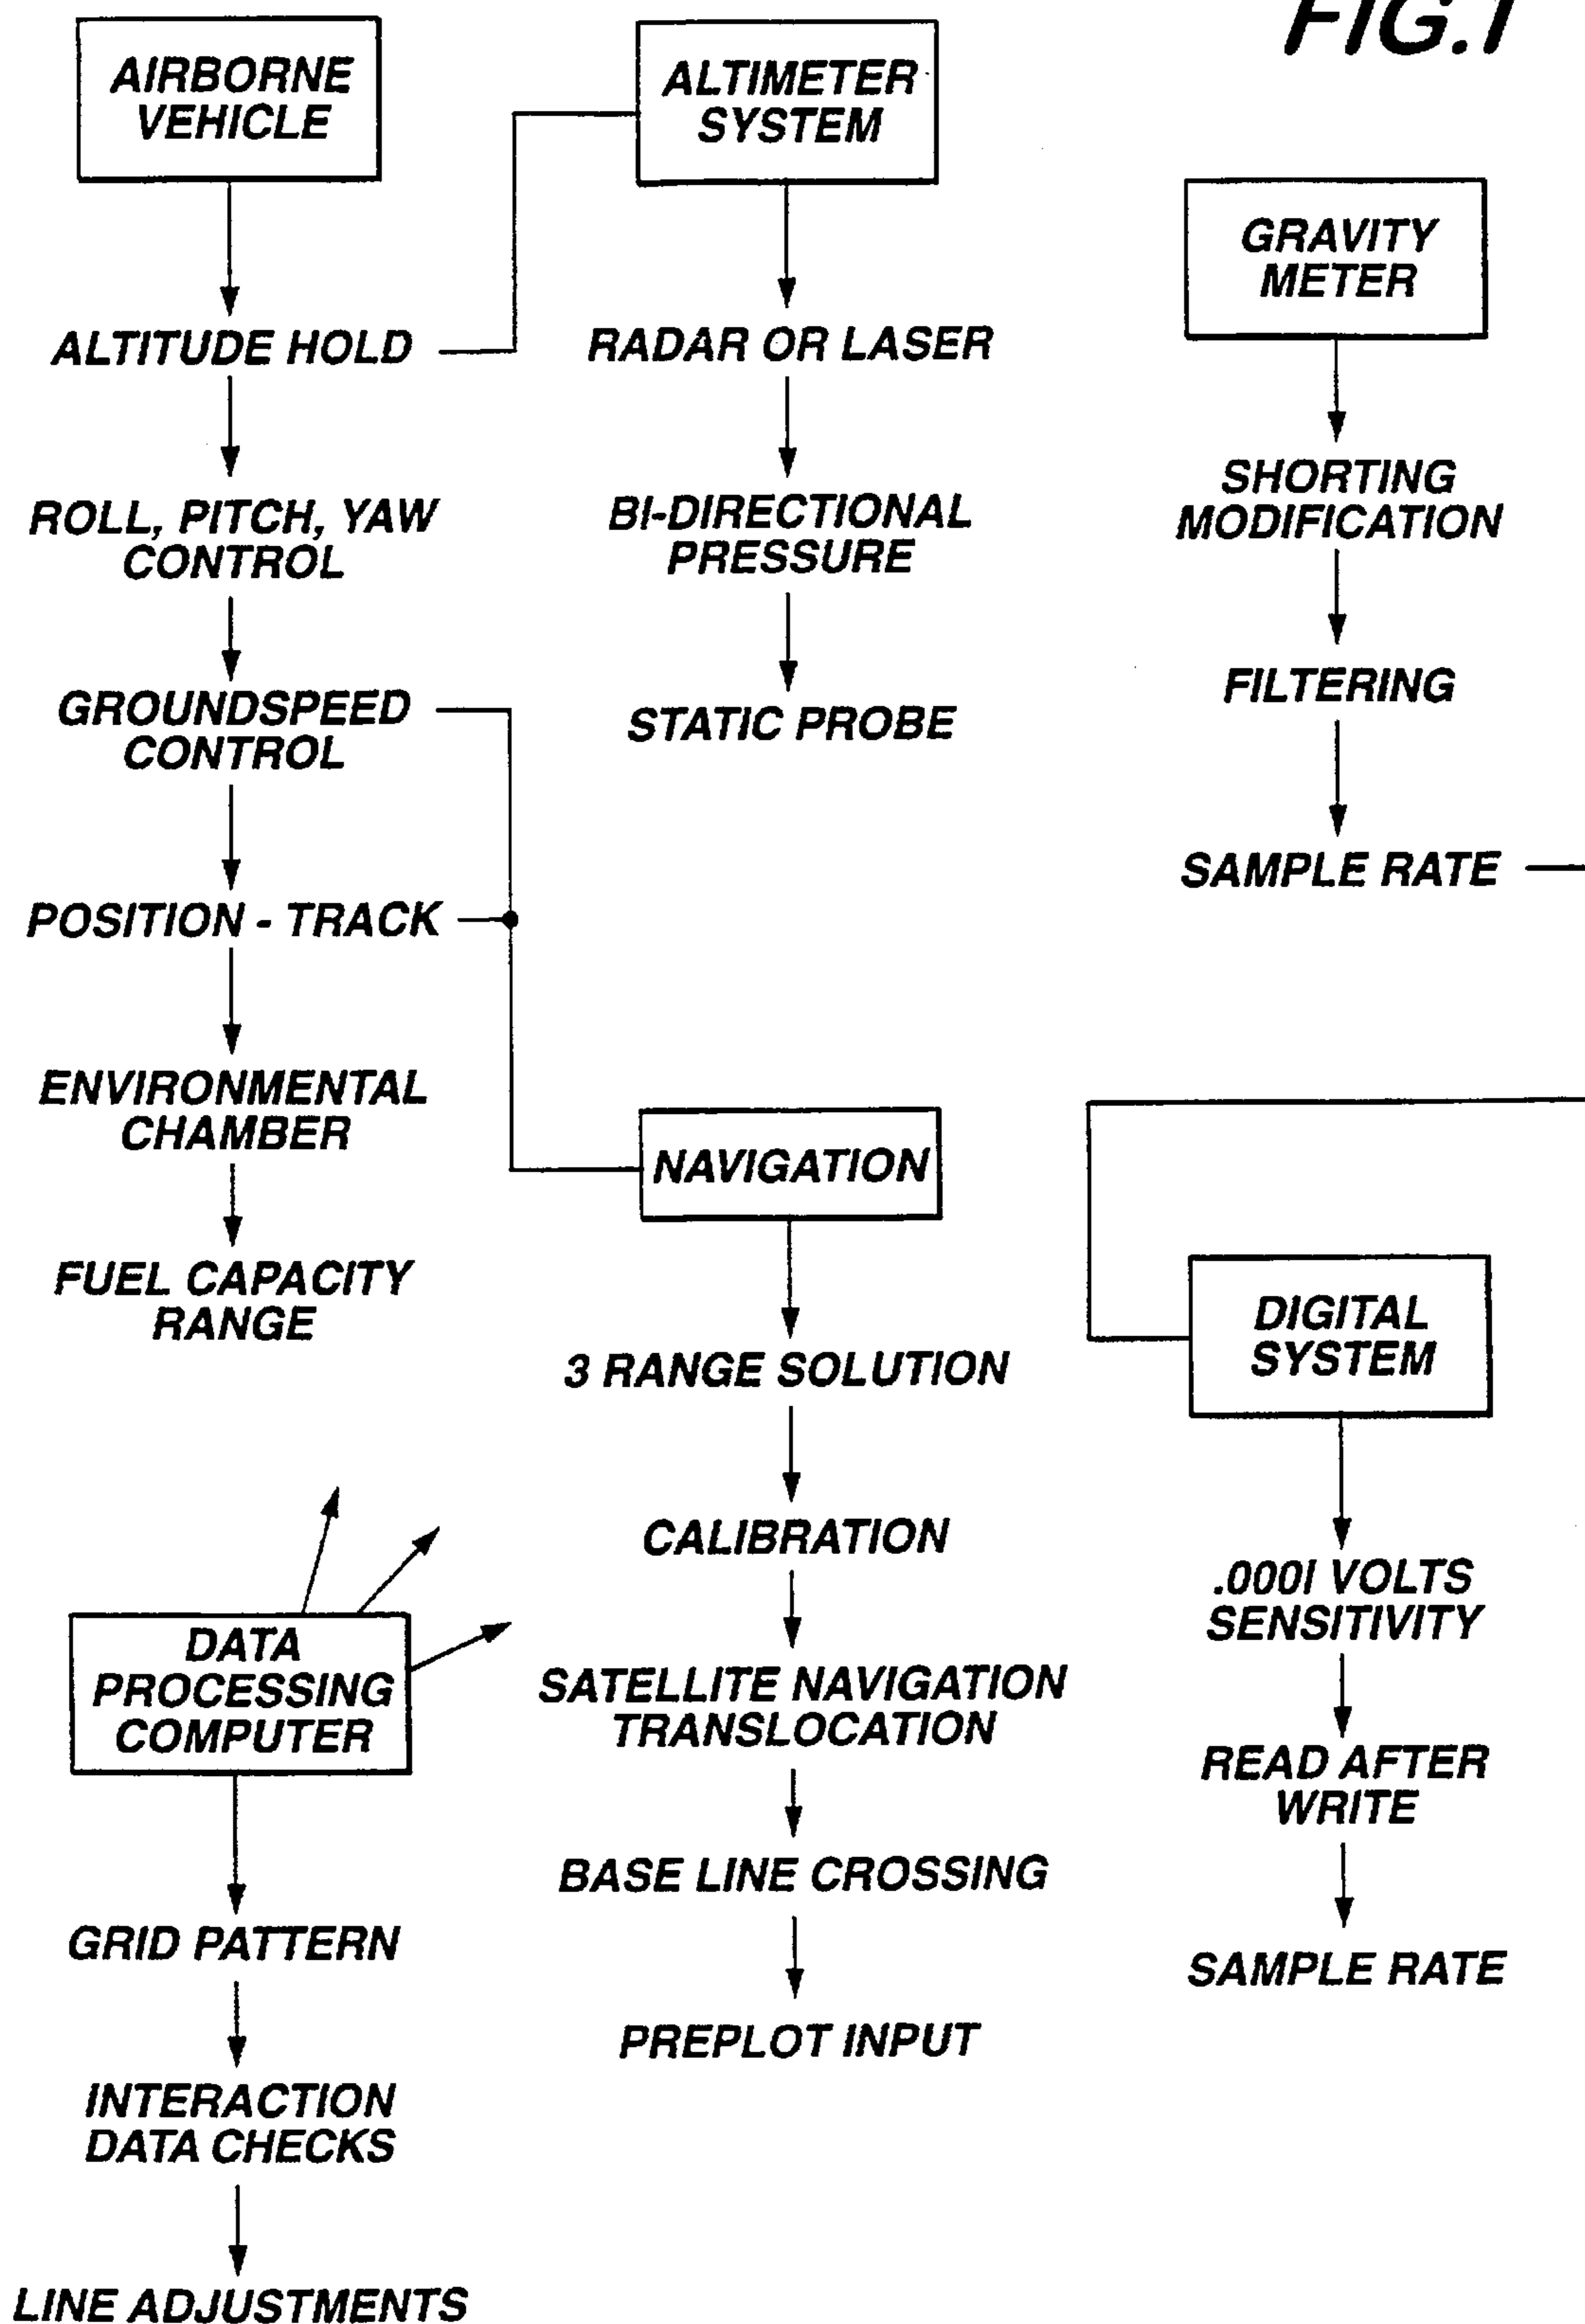 FIG.1
AIRBORNE
VEHICLE
ALTITUDE HOLD
ROLL, PITCH, YAW
CONTROL
GROUNDSPEED
CONTROL
POSITION - TRACK
ENVIRONMENTAL
CHAMBER
FUEL CAPACITY
RANGE
ALTIMETER
SYSTEM
RADAR OR LASER
BI-DIRECTIONAL
PRESSURE
STATIC PROBE
GRAVITY
METER
SHORTING
MODIFICATION
FILTERING
SAMPLE RATE
NAVIGATION
3 RANGE SOLUTION
CALIBRATION
SATELLITE NAVIGATION
TRANSLOCATION
BASE LINE CROSSING
PREPLOT INPUT
DIGITAL
SYSTEM
.000I VOLTS
SENSITIVITY
READ AFTER
WRITE
SAMPLE RATE
DATA
PROCESSING
COMPUTER
GRID PATTERN
INTERACTION
DATA CHECKS
LINE ADJUSTMENTS